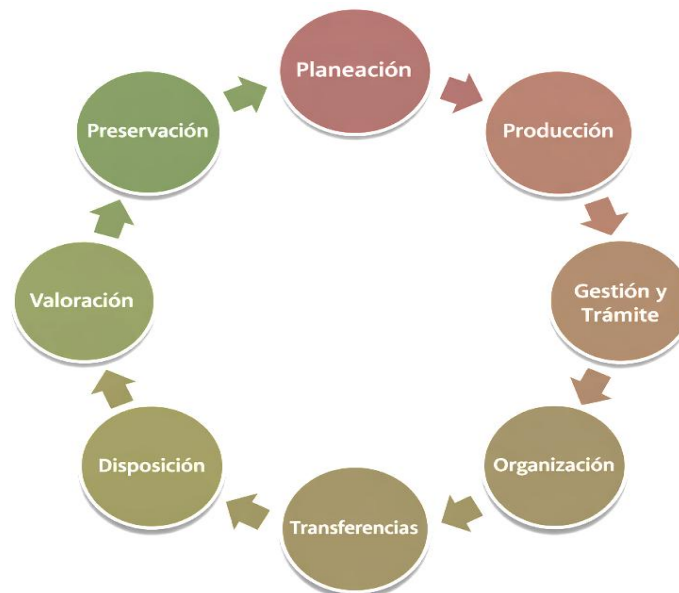 Planeación
Producción
Gestión y
Trámite
Organización
Transferencias
Disposición
Valoración
Preservación